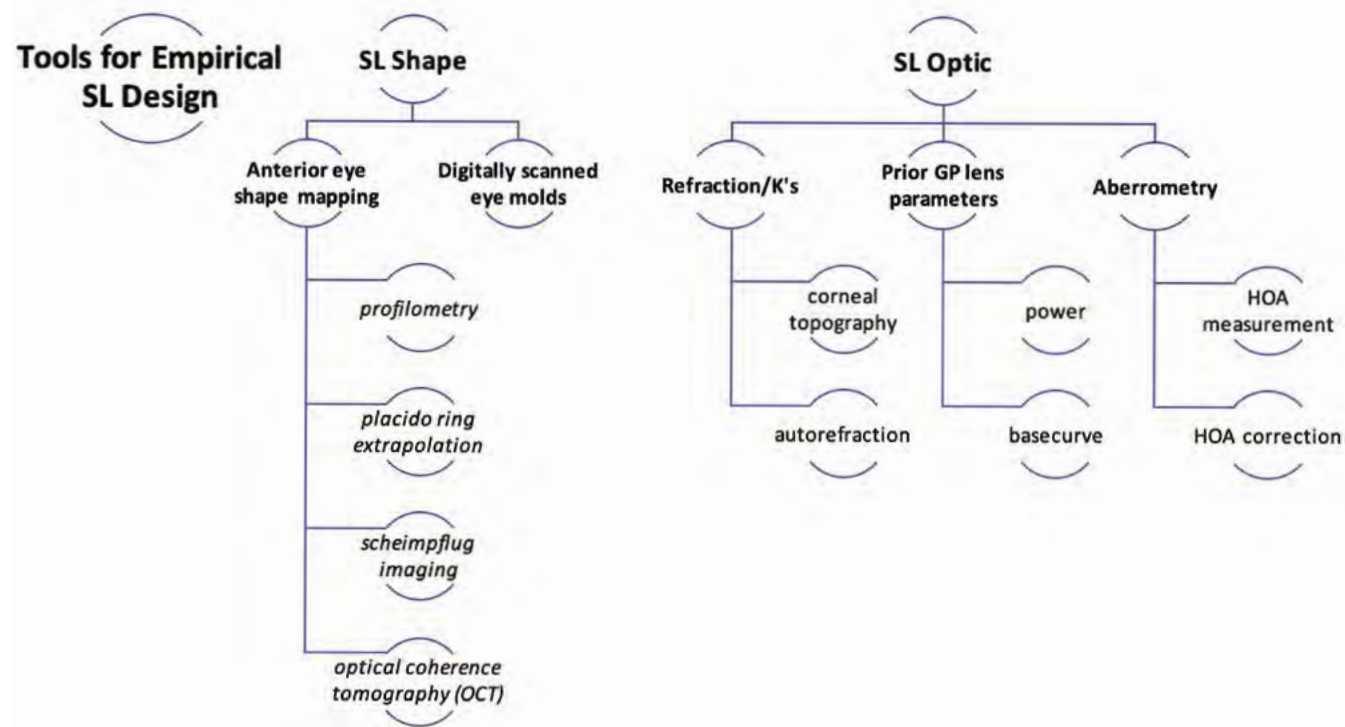 Tools for Empirical
SL Design
SL Shape
Anterior eye
shape mapping
Digitally scanned
eye molds
profilometry
placido ring
extrapolation
scheimpflug
imaging
optical coherence
tomography (OCT)
SL Optic
Refraction/K's
Prior GP lens
parameters
Aberrometry
corneal
topography
autorefraction
power
basecurve
HOA
measurement
HOA correction